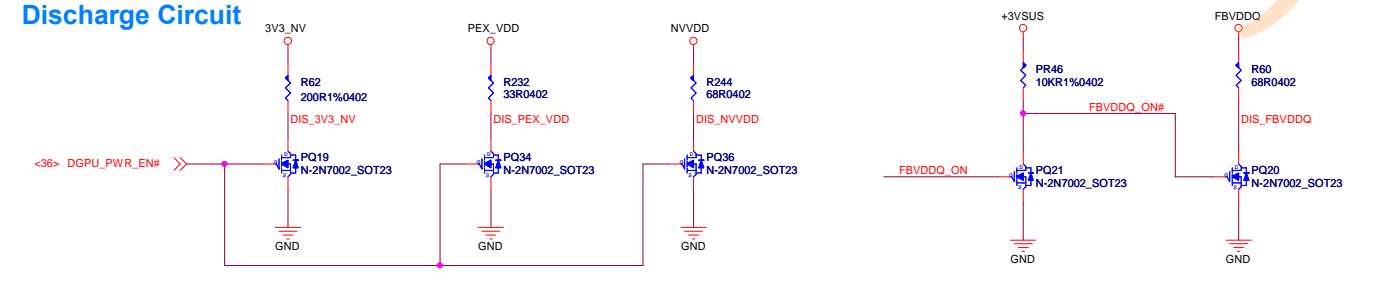 Discharge Circuit
3V3_NV
PEX_VDD
NVVDD
+3VSUS
FBVDDQ
R62
200R1%0402
R232
33R0402
R244
68R0402
PR46
10KR1%0402
R60
68R0402
DIS_3V3_NV
DIS_PEX_VDD
DIS_NVVDD
FBVDDQ_ON#
DIS_FBVDDQ
<36> DGPU_PWR_EN#
PQ19
N-2N7002_SOT23
PQ34
N-2N7002_SOT23
PQ36
N-2N7002_SOT23
FBVDDQ_ON
PQ21
N-2N7002_SOT23
PQ20
N-2N7002_SOT23
GND
GND
GND
GND
GND